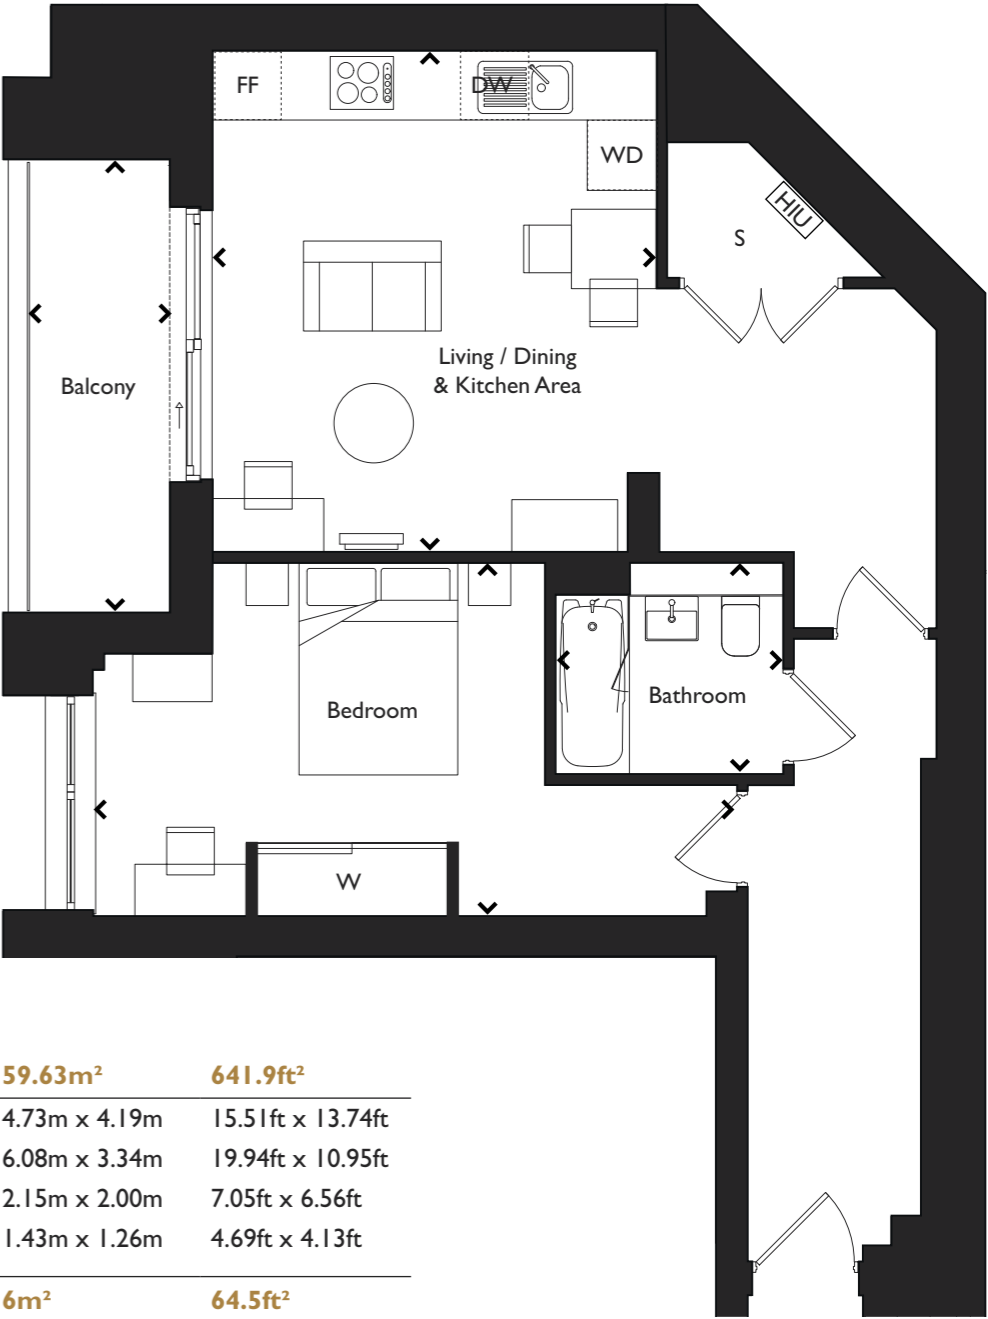 FF
DW
WD
HIU
S
Living / Dining
& Kitchen Area
Balcony
Bedroom
Bathroom
W
59.63m² 641.9ft²
4.73m x 4.19m 15.51ft x 13.74ft
6.08m x 3.34m 19.94ft x 10.95ft
2.15m x 2.00m 7.05ft x 6.56ft
1.43m x 1.26m 4.69ft x 4.13ft
6m² 64.5ft²